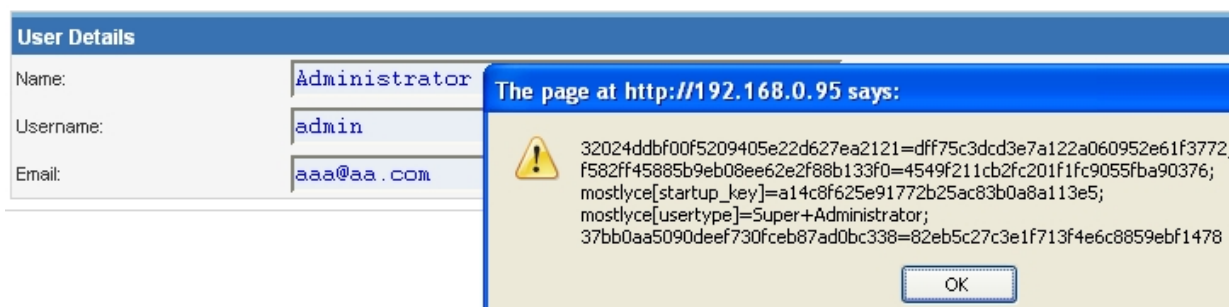 User Details
Name: Administrator
Username: admin
Email: aaa@aa.com
The page at http://192.168.0.95 says:
32024ddbf00f5209405e22d627ea2121=dff75c3dcd3e7a122a060952e61f3772;
f582ff45885b9eb08ee62e2f88b133f0=4549f211cb2fc201f1fc9055fba90376;
mostlyce[startup_key]=a14c8f625e91772b25ac83b0a8a113e5;
mostlyce[usertype]=Super+Administrator;
37bb0aa5090deef730fceb87ad0bc338=82eb5c27c3e1f713f4e6c8859ebf1478
OK